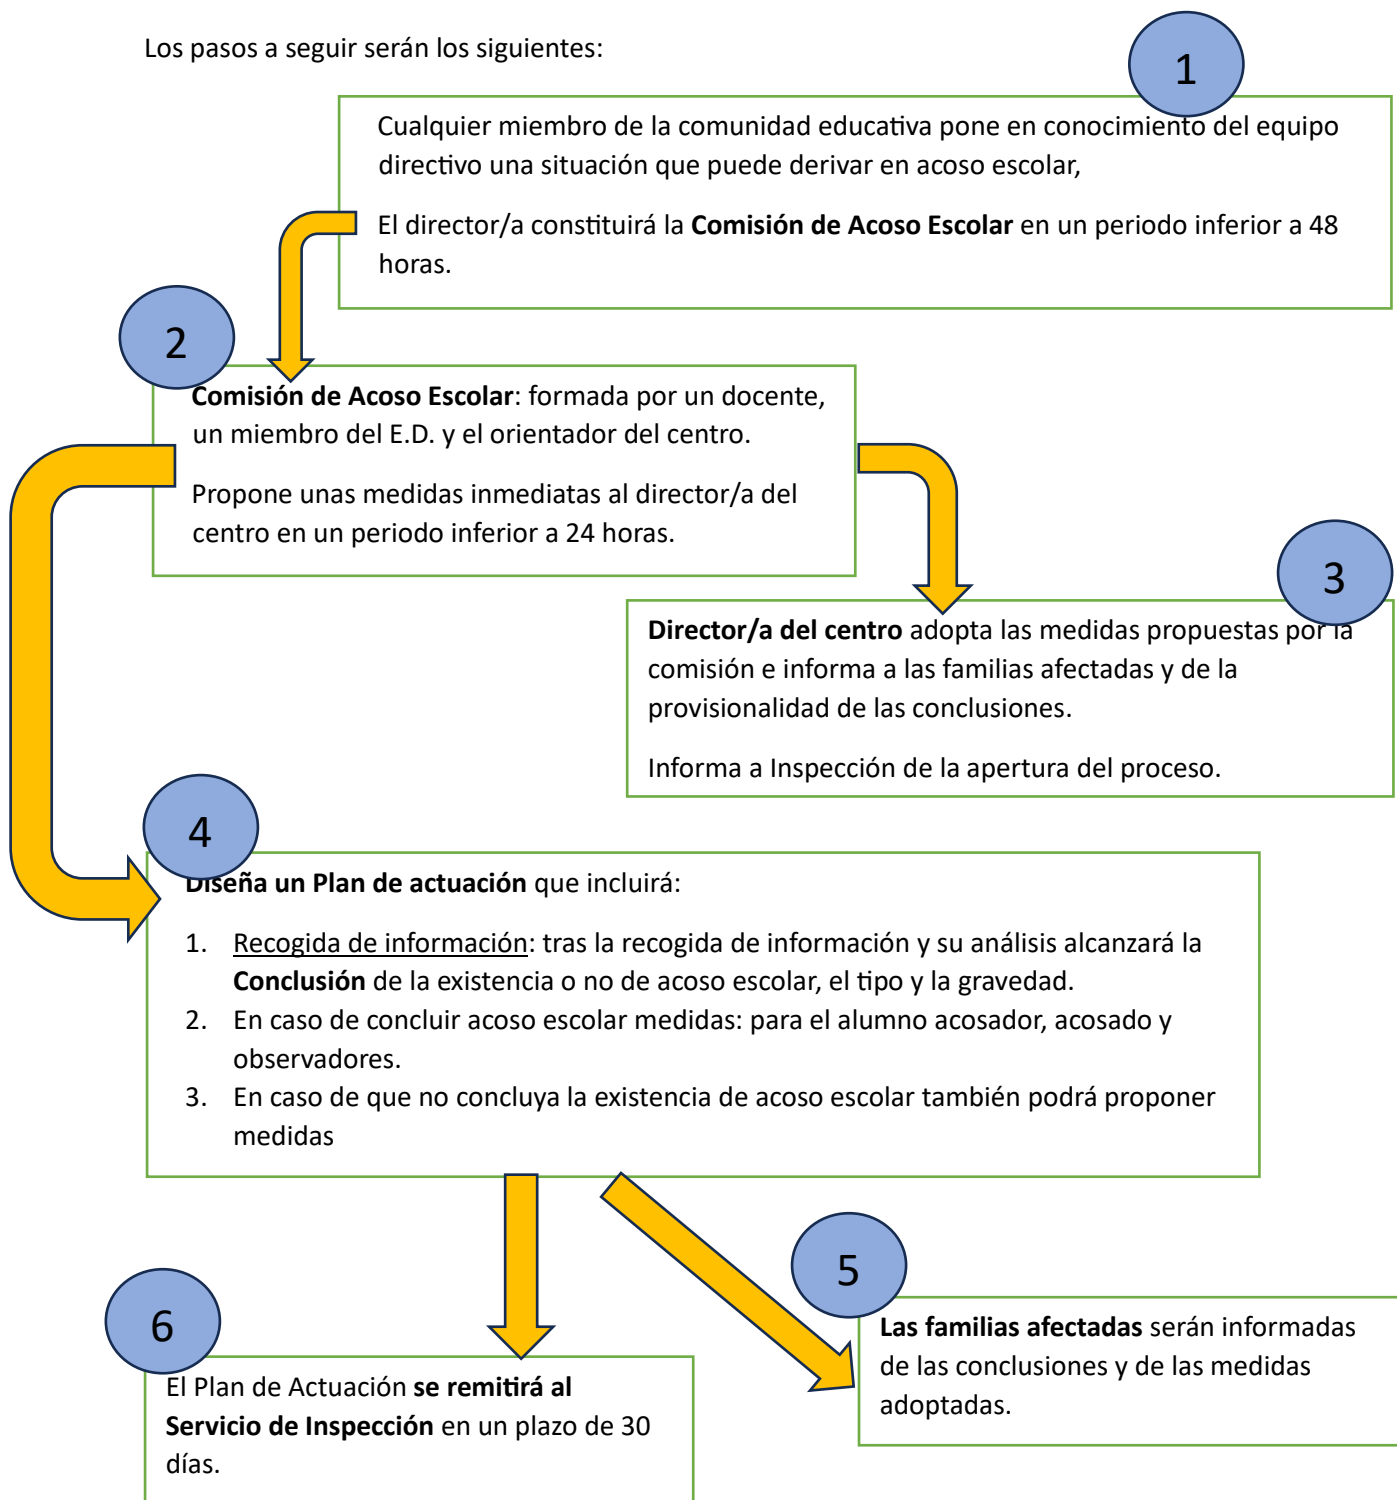 Los pasos a seguir serán los siguientes:
1
Cualquier miembro de la comunidad educativa pone en conocimiento del equipo
directivo una situación que puede derivar en acoso escolar,
El director/a constituirá la Comisión de Acoso Escolar en un periodo inferior a 48
horas.
2
Comisión de Acoso Escolar: formada por un docente,
un miembro del E.D. y el orientador del centro.
Propone unas medidas inmediatas al director/a del
centro en un periodo inferior a 24 horas.
3
Director/a del centro adopta las medidas propuestas por la
comisión e informa a las familias afectadas y de la
provisionalidad de las conclusiones.
Informa a Inspección de la apertura del proceso.
4
Diseña un Plan de actuación que incluirá:
1. Recogida de información: tras la recogida de información y su análisis alcanzará la
Conclusión de la existencia o no de acoso escolar, el tipo y la gravedad.
2. En caso de concluir acoso escolar medidas: para el alumno acosador, acosado y
observadores.
3. En caso de que no concluya la existencia de acoso escolar también podrá proponer
medidas
5
Las familias afectadas serán informadas
de las conclusiones y de las medidas
adoptadas.
6
El Plan de Actuación se remitirá al
Servicio de Inspección en un plazo de 30
días.